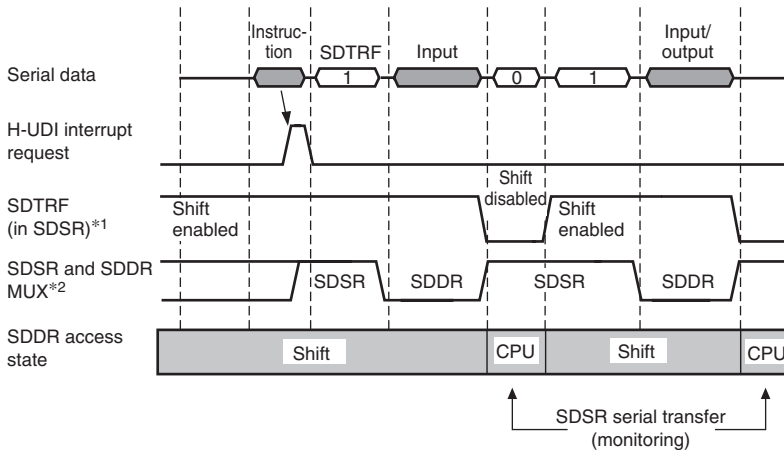 Instruc-
tion
SDTRF
Input
Input/
output
Serial data
1
0
1
H-UDI interrupt
request
Shift
disabled
SDTRF
(in SDSR)*1
Shift
enabled
Shift
enabled
SDSR and SDDR
MUX*2
SDSR
SDDR
SDSR
SDDR
SDDR access
state
Shift
CPU
Shift
CPU
SDSR serial transfer
(monitoring)